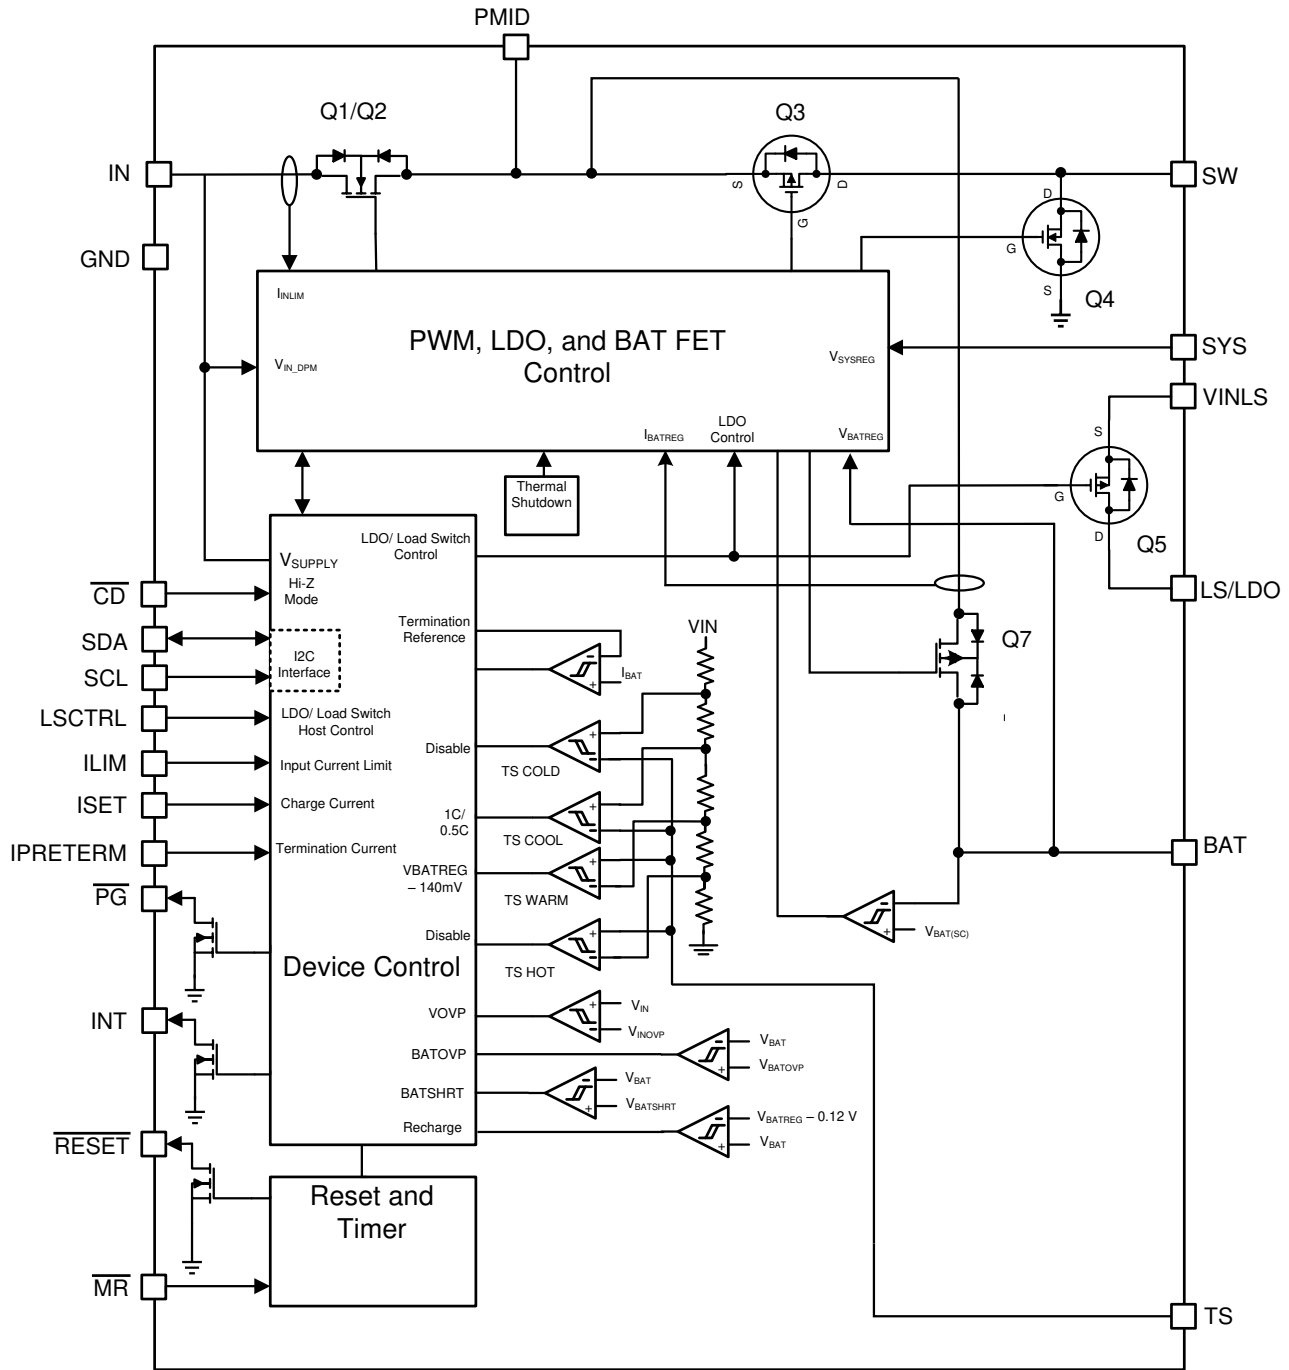 PMID
Q1/Q2
Q3
IN
S
D
SW
G
D
G
S
Q4
GND
IINLIM
PWM, LDO, and BAT FET
Control
VIN_DPM
VSYSREG
SYS
VINLS
IBATREG
LDO
Control
VBATREG
S
G
D
Q5
Thermal
Shutdown
LDO/ Load Switch
Control
VSUPPLY
Hi-Z
Mode
CD
LS/LDO
SDA
I2C
Interface
SCL
Termination
Reference
IBAT
+
VIN
Q7
LSCTRL
LDO/ Load Switch
Host Control
ILIM
Input Current Limit
Disable
+
TS COLD
ISET
Charge Current
1C/
0.5C
+
TS COOL
IPRETERM
Termination Current
BAT
VBATREG
– 140mV
+
TS WARM
PG
+
VBAT(SC)
Disable
+
TS HOT
Device Control
INT
VOVP
+
VIN
VINOVP
BATOVP
VBAT
+
VBATOVP
BATSHRT
VBAT
+
VBATSHRT
Recharge
VBATREG – 0.12 V
+
VBAT
RESET
Reset and
Timer
MR
TS